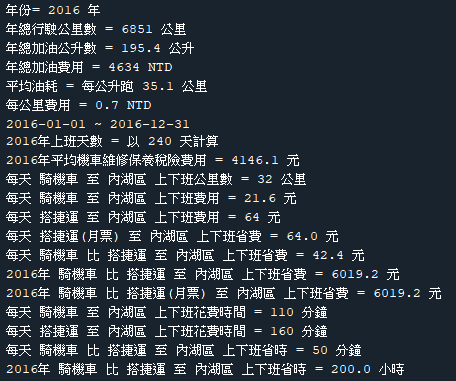 年份= 2016 年
年總行駛公里數 = 6851 公里
年總加油公升數 = 195.4 公升
年總加油費用 = 4634 NTD
平均油耗 = 每公升跑 35.1 公里
每公里費用 = 0.7 NTD
2016-01-01 ~ 2016-12-31
2016年上班天數 = 以 240 天計算
2016年平均機車維修保養稅險費用 = 4146.1 元
每天 騎機車 至 內湖區 上下班公里數 = 32 公里
每天 騎機車 至 內湖區 上下班費用 = 21.6 元
每天 搭捷運 至 內湖區 上下班費用 = 64 元
每天 搭捷運(月票) 至 內湖區 上下班省費 = 64.0 元
每天 騎機車 比 搭捷運 至 內湖區 上下班省費 = 42.4 元
2016年 騎機車 比 搭捷運 至 內湖區 上下班省費 = 6019.2 元
2016年 騎機車 比 搭捷運(月票) 至 內湖區 上下班省費 = 6019.2 元
每天 騎機車 至 內湖區 上下班花費時間 = 110 分鐘
每天 搭捷運 至 內湖區 上下班花費時間 = 160 分鐘
每天 騎機車 比 搭捷運 至 內湖區 上下班省時 = 50 分鐘
2016年 騎機車 比 搭捷運 至 內湖區 上下班省時 = 200.0 小時